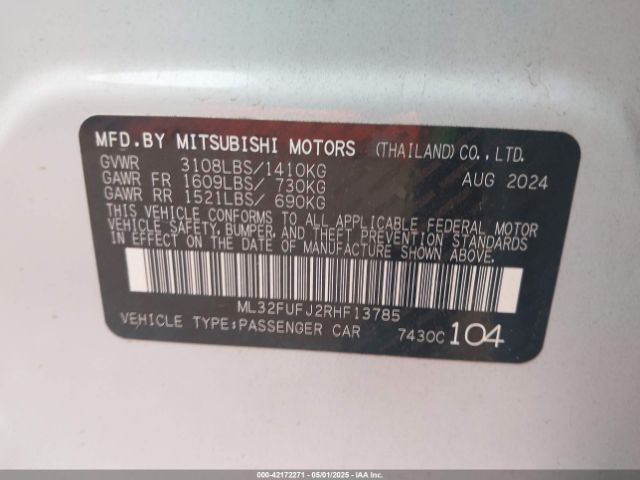 MFD.BY MITSUBISHI MOTORS (THAILAND) CO., LTD.
GVWR 3108LBS/1410KG AUG 2024
GAWR FR 1609LBS/ 730KG
GAWR RR 1521LBS/ 690KG
THIS VEHICLE CONFORMS TO ALL APPLICABLE FEDERAL MOTOR
VEHICLE SAFETY, BUMPER, AND THEFT PREVENTION STANDARDS
IN EFFECT ON THE DATE OF MANUFACTURE SHOWN ABOVE.
ML32FUFJ2RHF13785
VEHICLE TYPE:PASSENGER CAR 7430C 104
000-42172271 - 05/01/2025 - IAAI.COM